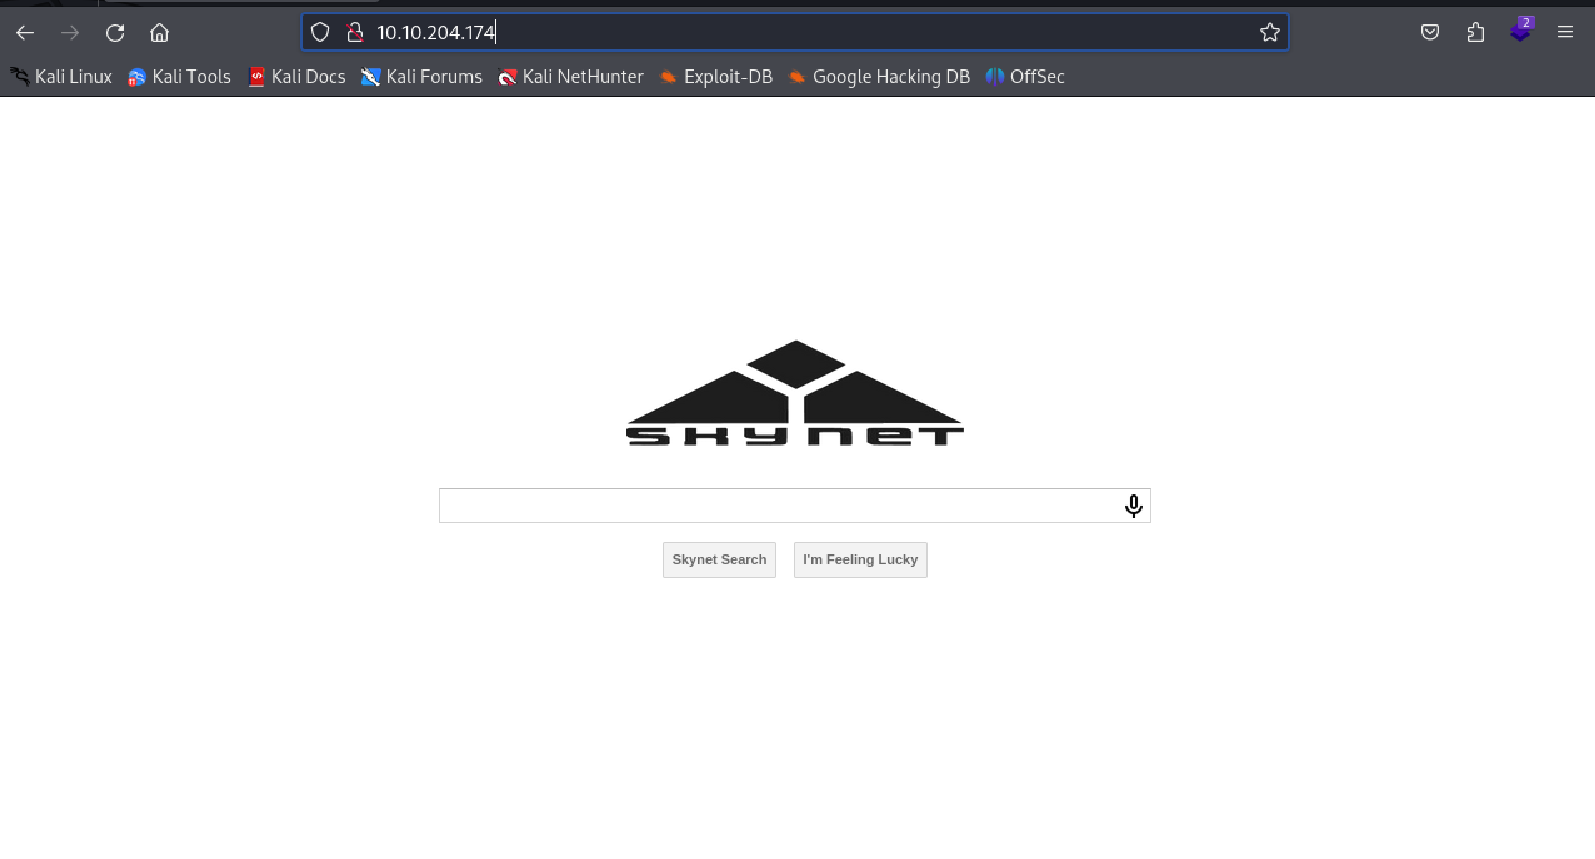 10.10.204.174
2
Kali Linux Kali Tools Kali Docs Kali Forums Kali NetHunter Exploit-DB Google Hacking DB OffSec
SKYNET
Skynet Search I'm Feeling Lucky